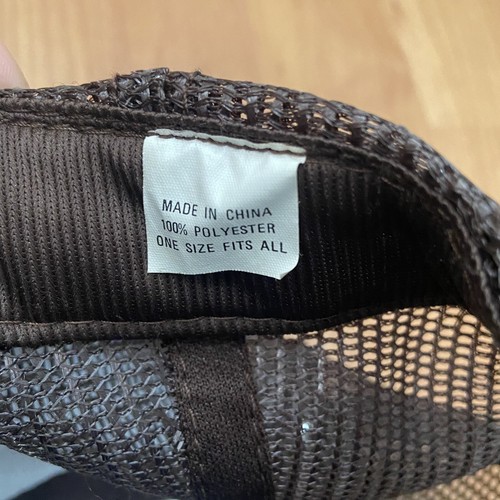 MADE IN CHINA
100% POLYESTER
ONE SIZE FITS ALL